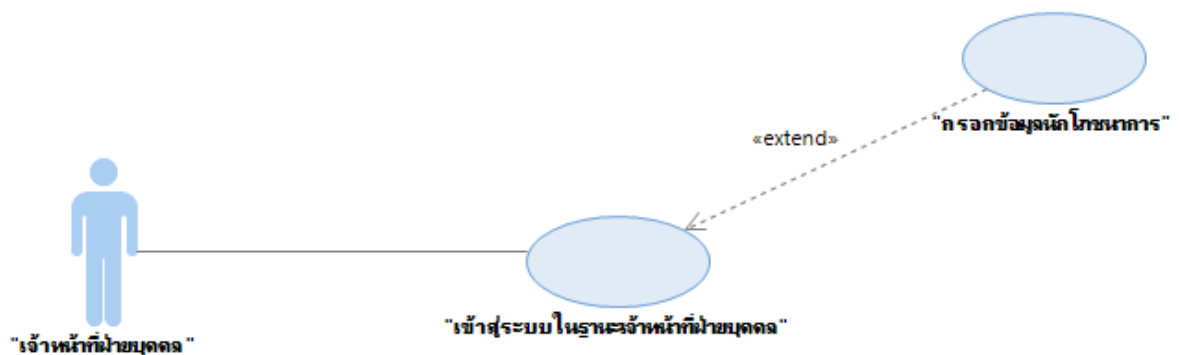 "กรอกข้อมูลนักโภชนาการ"
«extend»
"เข้าสู่ระบบในฐานะเจ้าหน้าที่ฝ่ายบุคคล"
"เจ้าหน้าที่ฝ่ายบุคคล"